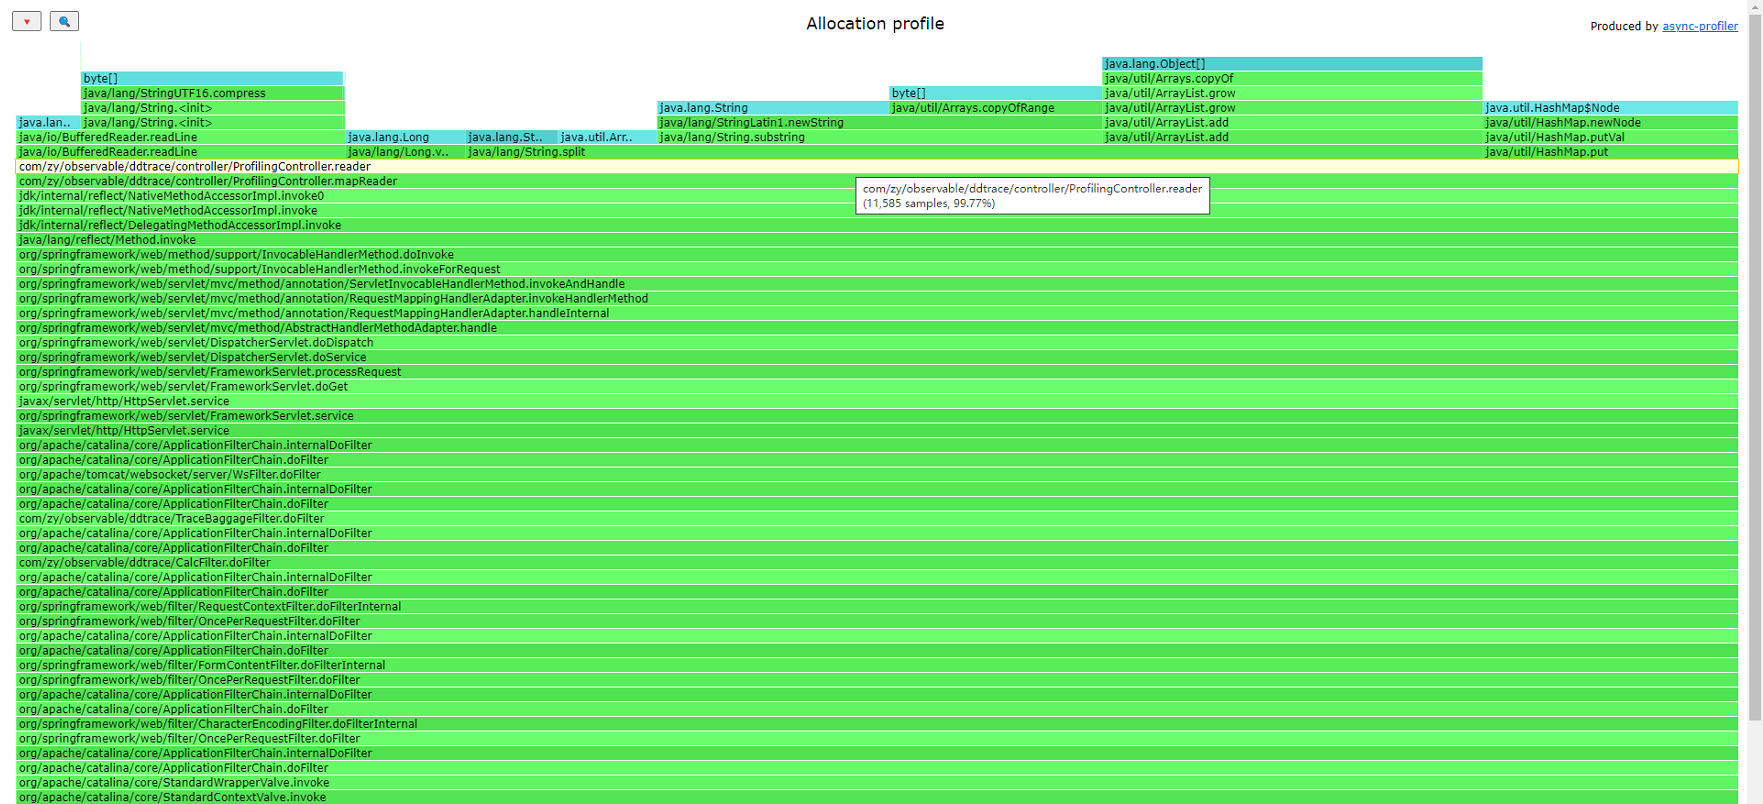 ▼
🔍
Allocation profile
Produced by async-profiler
java.lang.Object[]
byte[]
java/util/Arrays.copyOf
java/lang/StringUTF16.compress
byte[]
java/util/ArrayList.grow
java/lang/String.<init>
java.lang.String
java/util/Arrays.copyOfRange
java/util/ArrayList.grow
java.util.HashMap$Node
java.lan..
java/lang/String.<init>
java/lang/StringLatin1.newString
java/util/ArrayList.add
java/util/HashMap.newNode
java/io/BufferedReader.readLine
java.lang.Long
java.lang.St..
java.util.Arr..
java/lang/String.substring
java/util/ArrayList.add
java/util/HashMap.putVal
java/io/BufferedReader.readLine
java/lang/Long.v..
java/lang/String.split
java/util/HashMap.put
com/zy/observable/ddtrace/controller/ProfilingController.reader
com/zy/observable/ddtrace/controller/ProfilingController.mapReader
com/zy/observable/ddtrace/controller/ProfilingController.reader
(11,585 samples, 99.77%)
jdk/internal/reflect/NativeMethodAccessorImpl.invoke0
jdk/internal/reflect/NativeMethodAccessorImpl.invoke
jdk/internal/reflect/DelegatingMethodAccessorImpl.invoke
java/lang/reflect/Method.invoke
org/springframework/web/method/support/InvocableHandlerMethod.doInvoke
org/springframework/web/method/support/InvocableHandlerMethod.invokeForRequest
org/springframework/web/servlet/mvc/method/annotation/ServletInvocableHandlerMethod.invokeAndHandle
org/springframework/web/servlet/mvc/method/annotation/RequestMappingHandlerAdapter.invokeHandlerMethod
org/springframework/web/servlet/mvc/method/annotation/RequestMappingHandlerAdapter.handleInternal
org/springframework/web/servlet/mvc/method/AbstractHandlerMethodAdapter.handle
org/springframework/web/servlet/DispatcherServlet.doDispatch
org/springframework/web/servlet/DispatcherServlet.doService
org/springframework/web/servlet/FrameworkServlet.processRequest
org/springframework/web/servlet/FrameworkServlet.doGet
javax/servlet/http/HttpServlet.service
org/springframework/web/servlet/FrameworkServlet.service
javax/servlet/http/HttpServlet.service
org/apache/catalina/core/ApplicationFilterChain.internalDoFilter
org/apache/catalina/core/ApplicationFilterChain.doFilter
org/apache/tomcat/websocket/server/WsFilter.doFilter
org/apache/catalina/core/ApplicationFilterChain.internalDoFilter
org/apache/catalina/core/ApplicationFilterChain.doFilter
com/zy/observable/ddtrace/TraceBaggageFilter.doFilter
org/apache/catalina/core/ApplicationFilterChain.internalDoFilter
org/apache/catalina/core/ApplicationFilterChain.doFilter
com/zy/observable/ddtrace/CalcFilter.doFilter
org/apache/catalina/core/ApplicationFilterChain.internalDoFilter
org/apache/catalina/core/ApplicationFilterChain.doFilter
org/springframework/web/filter/RequestContextFilter.doFilterInternal
org/springframework/web/filter/OncePerRequestFilter.doFilter
org/apache/catalina/core/ApplicationFilterChain.internalDoFilter
org/apache/catalina/core/ApplicationFilterChain.doFilter
org/springframework/web/filter/FormContentFilter.doFilterInternal
org/springframework/web/filter/OncePerRequestFilter.doFilter
org/apache/catalina/core/ApplicationFilterChain.internalDoFilter
org/apache/catalina/core/ApplicationFilterChain.doFilter
org/springframework/web/filter/CharacterEncodingFilter.doFilterInternal
org/springframework/web/filter/OncePerRequestFilter.doFilter
org/apache/catalina/core/ApplicationFilterChain.internalDoFilter
org/apache/catalina/core/ApplicationFilterChain.doFilter
org/apache/catalina/core/StandardWrapperValve.invoke
org/apache/catalina/core/StandardContextValve.invoke